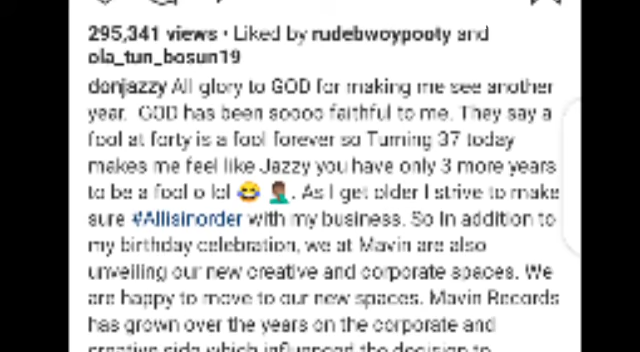 295,341 views • Liked by rudebwoypooty and
ola_tun_bosun19
donjazzy All glory to GOD for making me see another
year. GOD has been soooo faithful to me. They say a
fool at forty is a fool forever so Turning 37 today
makes me feel like Jazzy you have only 3 more years
to be a fool o lol 😂 🤦🏾‍♂️. As I get older I strive to make
sure #Allisinorder with my business. So In addition to
my birthday celebration, we at Mavin are also
unveiling our new creative and corporate spaces. We
are happy to move to our new spaces. Mavin Records
has grown over the years on the corporate and
creative side which influenced the decision to